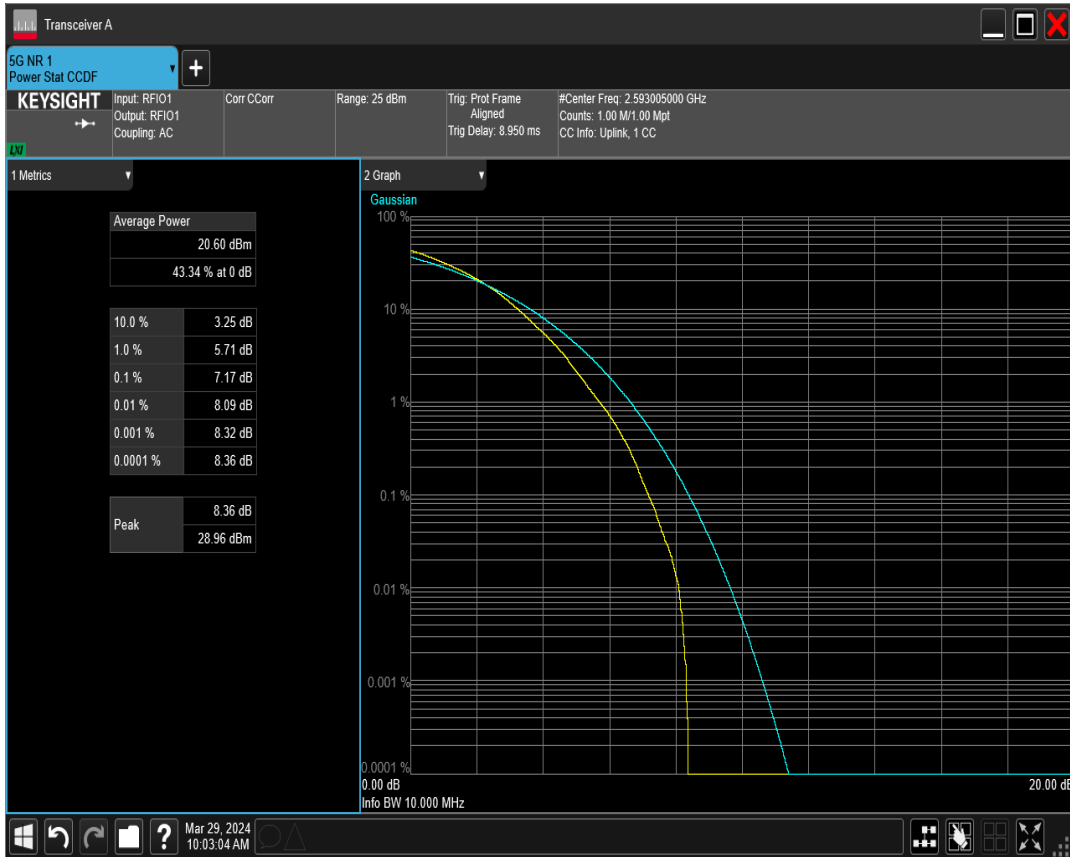 Transceiver A
5G NR 1
Power Stat CCDF
+
KEYSIGHT
LXI
Input: RFIO1
Output: RFIO1
Coupling: AC
Corr CCorr
Range: 25 dBm
Trig: Prot Frame
Aligned
Trig Delay: 8.950 ms
#Center Freq: 2.593005000 GHz
Counts: 1.00 M/1.00 Mpt
CC Info: Uplink, 1 CC
1 Metrics
Average Power
20.60 dBm
43.34 % at 0 dB
10.0 % 3.25 dB
1.0 % 5.71 dB
0.1 % 7.17 dB
0.01 % 8.09 dB
0.001 % 8.32 dB
0.0001 % 8.36 dB
Peak 8.36 dB
28.96 dBm
2 Graph
Gaussian
100 %
10 %
1 %
0.1 %
0.01 %
0.001 %
0.0001 %
0.00 dB 20.00 dB
Info BW 10.000 MHz
?
Mar 29, 2024
10:03:04 AM